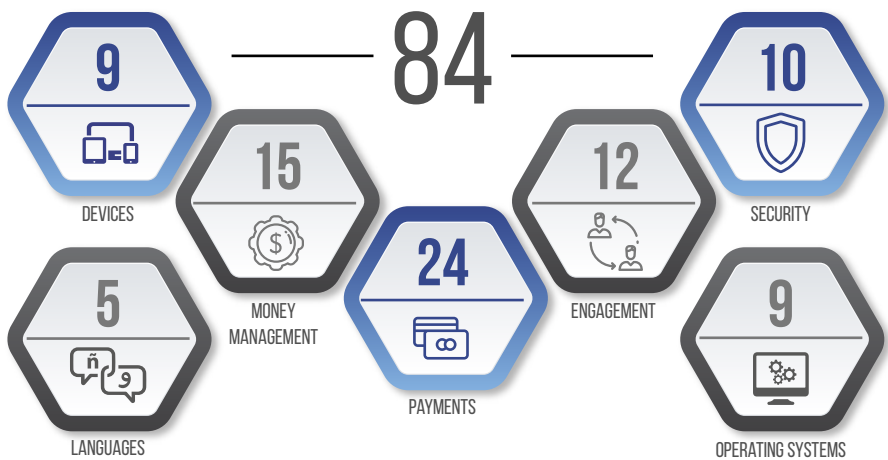 84
9
DEVICES
15
MONEY
MANAGEMENT
24
PAYMENTS
12
ENGAGEMENT
10
SECURITY
5
ñ
و
LANGUAGES
$
9
OPERATING SYSTEMS